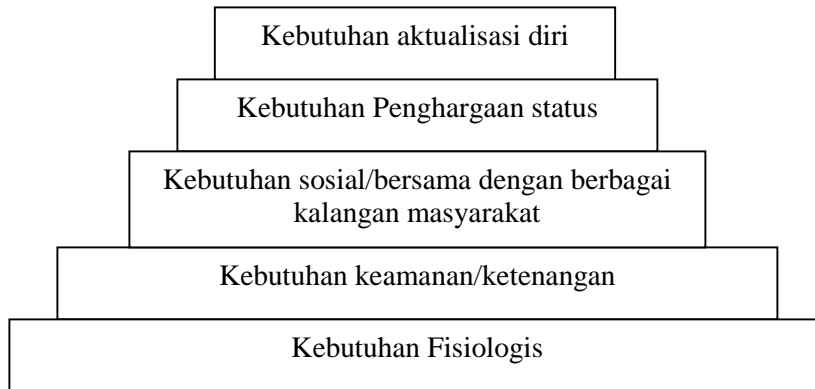 Kebutuhan aktualisasi diri
Kebutuhan Penghargaan status
Kebutuhan sosial/bersama dengan berbagai
kalangan masyarakat
Kebutuhan keamanan/ketenangan
Kebutuhan Fisiologis